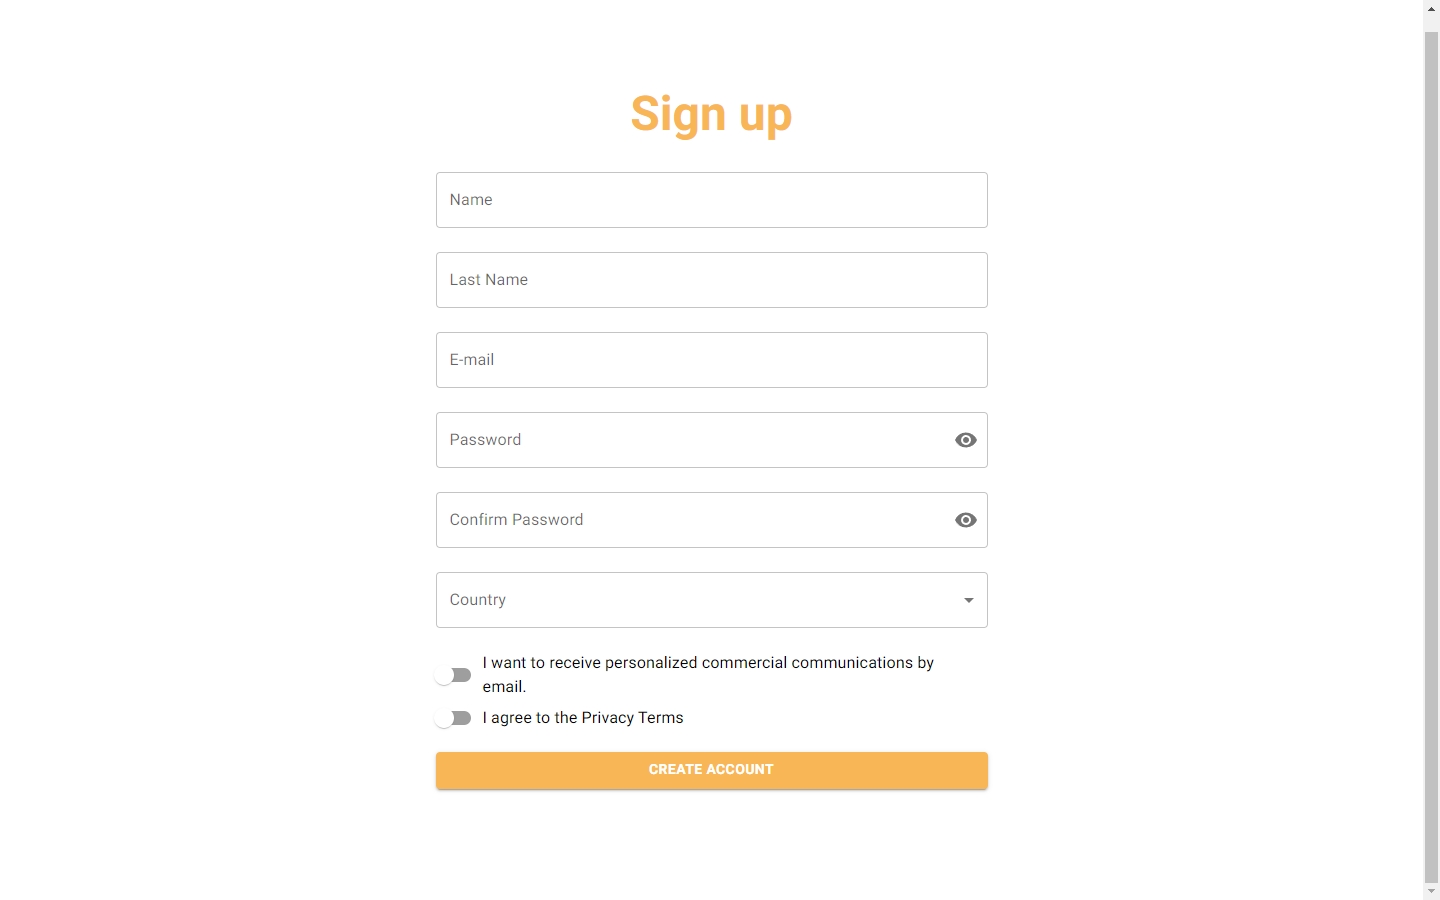 Sign up
Name
Last Name
E-mail
Password
Confirm Password
Country
I want to receive personalized commercial communications by
email.
I agree to the Privacy Terms
CREATE ACCOUNT